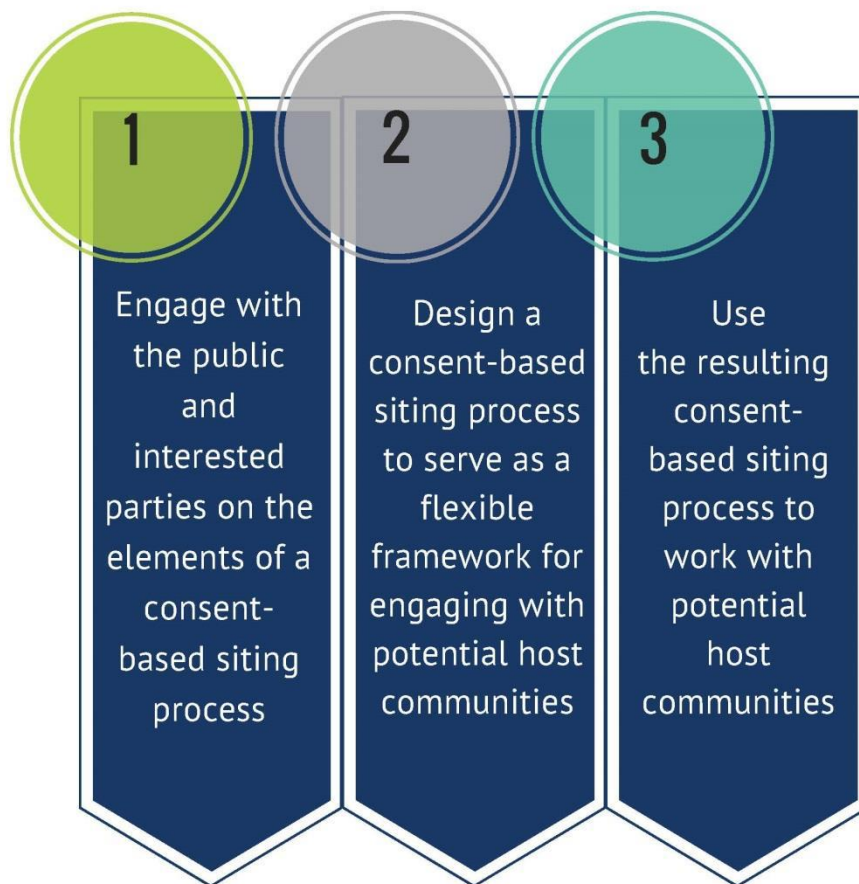 1
Engage with
the public
and
interested
parties on the
elements of a
consent-
based siting
process
2
Design a
consent-based
siting process
to serve as a
flexible
framework for
engaging with
potential host
communities
3
Use
the resulting
consent-
based siting
process to
work with
potential
host
communities